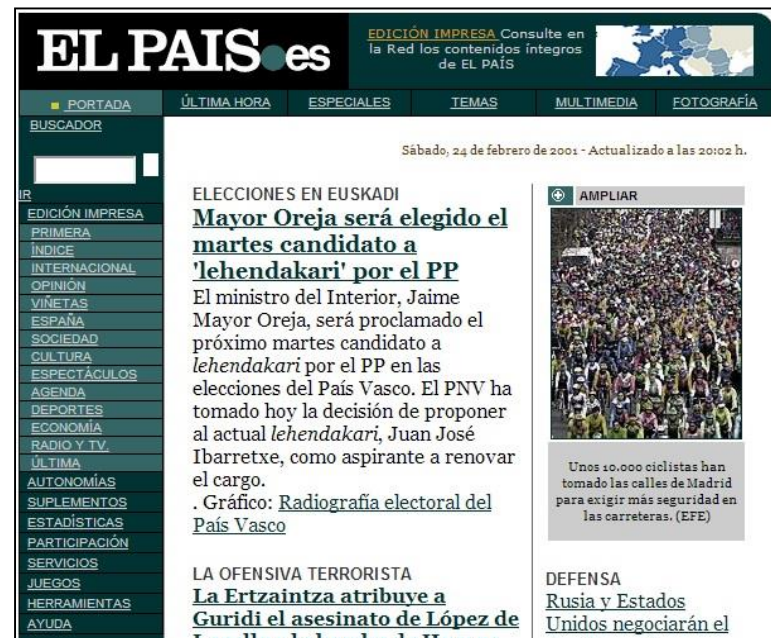 EL PAIS.es
EDICIÓN IMPRESA Consulte en
la Red los contenidos íntegros
de EL PAÍS
PORTADA
ÚLTIMA HORA
ESPECIALES
TEMAS
MULTIMEDIA
FOTOGRAFÍA
BUSCADOR
IR
EDICIÓN IMPRESA
PRIMERA
ÍNDICE
INTERNACIONAL
OPINIÓN
VIÑETAS
ESPAÑA
SOCIEDAD
CULTURA
ESPECTÁCULOS
AGENDA
DEPORTES
ECONOMÍA
RADIO Y TV.
ÚLTIMA
AUTONOMÍAS
SUPLEMENTOS
ESTADÍSTICAS
PARTICIPACIÓN
SERVICIOS
JUEGOS
HERRAMIENTAS
AYUDA
Sábado, 24 de febrero de 2001 - Actualizado a las 20:02 h.
ELECCIONES EN EUSKADI
Mayor Oreja será elegido el
martes candidato a
'lehendakari' por el PP
El ministro del Interior, Jaime
Mayor Oreja, será proclamado el
próximo martes candidato a
lehendakari por el PP en las
elecciones del País Vasco. El PNV ha
tomado hoy la decisión de proponer
al actual lehendakari, Juan José
Ibarretxe, como aspirante a renovar
el cargo.
. Gráfico: Radiografía electoral del
País Vasco
LA OFENSIVA TERRORISTA
La Ertzaintza atribuye a
Guridi el asesinato de López de
AMPLIAR
Unos 10.000 ciclistas han
tomado las calles de Madrid
para exigir más seguridad en
las carreteras. (EFE)
DEFENSA
Rusia y Estados
Unidos negociarán el